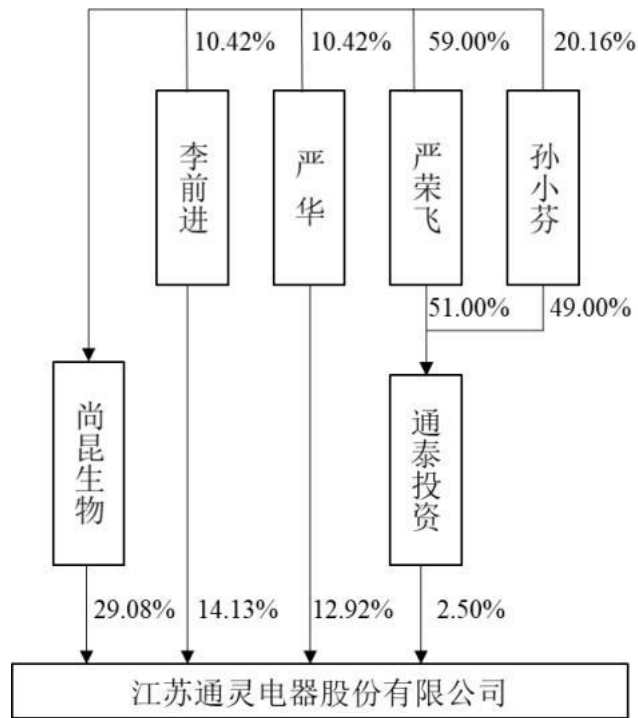 10.42%
10.42%
59.00%
20.16%
李前进
严华
严荣飞
孙小芬
51.00%
49.00%
尚昆生物
通泰投资
29.08%
14.13%
12.92%
2.50%
江苏通灵电器股份有限公司